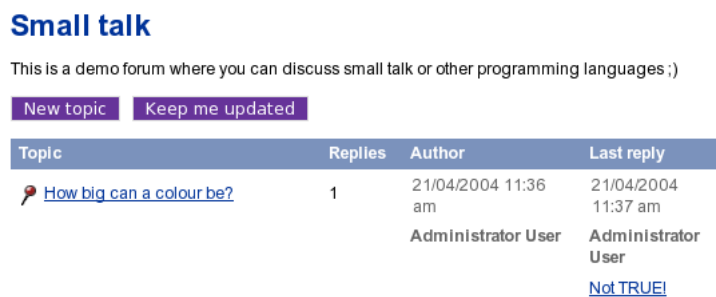 Small talk
This is a demo forum where you can discuss small talk or other programming languages ;)
New topic Keep me updated
Topic Replies Author Last reply
How big can a colour be? 1 21/04/2004 11:36 21/04/2004
am 11:37 am
Administrator User Administrator
User
Not TRUE!